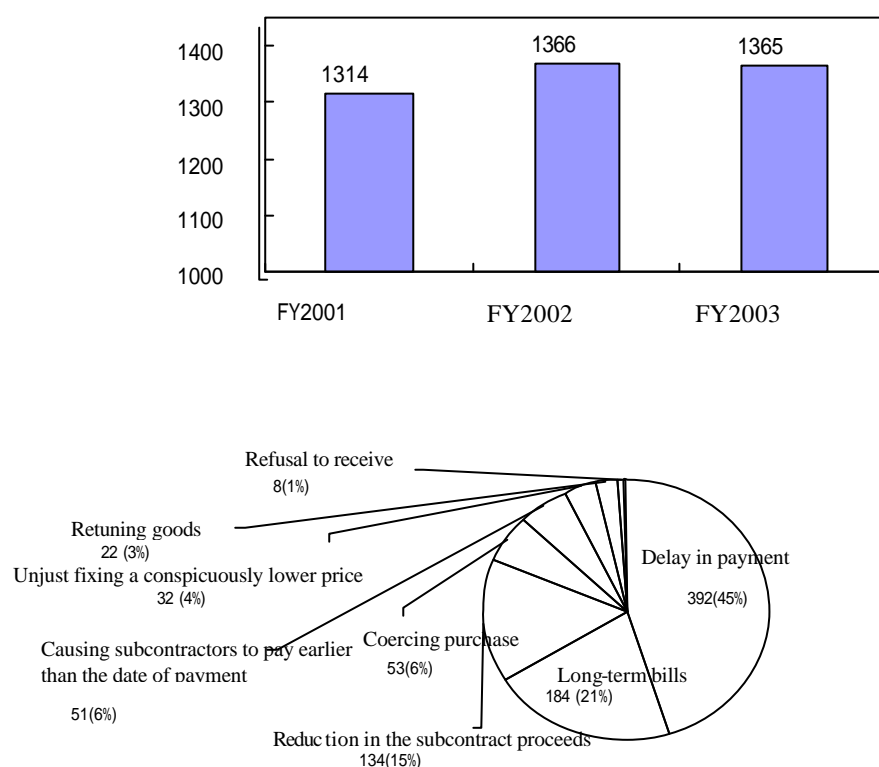 1400
1300
1200
1100
1000
1314
1366
1365
FY2001
FY2002
FY2003
Refusal to receive
8(1%)
Retuning goods
22 (3%)
Unjust fixing a conspicuously lower price
32 (4%)
Causing subcontractors to pay earlier
than the date of payment
51(6%)
Coercing purchase
53(6%)
Reduction in the subcontract proceeds
134(15%)
Long-term bills
184 (21%)
Delay in payment
392(45%)